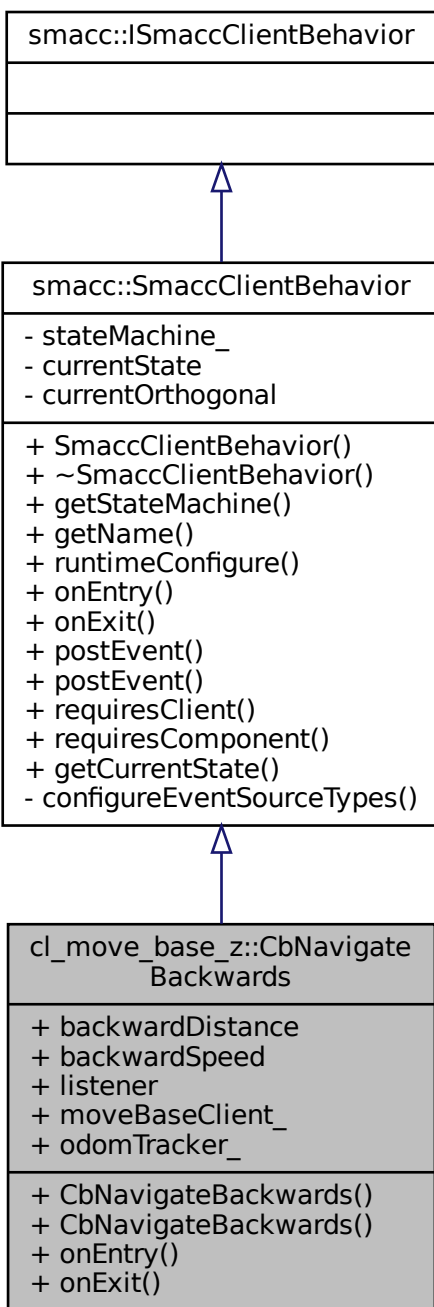 smacc::ISmaccClientBehavior
smacc::SmaccClientBehavior
- stateMachine_
- currentState
- currentOrthogonal
+ SmaccClientBehavior()
+ ~SmaccClientBehavior()
+ getStateMachine()
+ getName()
+ runtimeConfigure()
+ onEntry()
+ onExit()
+ postEvent()
+ postEvent()
+ requiresClient()
+ requiresComponent()
+ getCurrentState()
- configureEventSourceTypes()
cl_move_base_z::CbNavigate
Backwards
+ backwardDistance
+ backwardSpeed
+ listener
+ moveBaseClient_
+ odomTracker_
+ CbNavigateBackwards()
+ CbNavigateBackwards()
+ onEntry()
+ onExit()